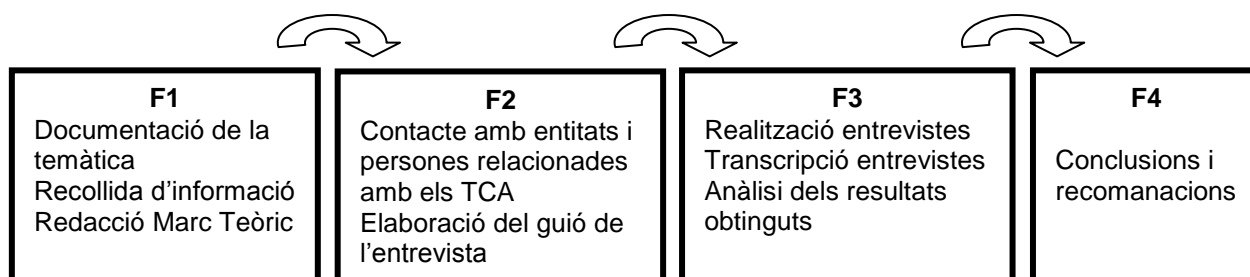 F1
Documentació de la
temàtica
Recollida d’informació
Redacció Marc Teòric
F2
Contacte amb entitats i
persones relacionades
amb els TCA
Elaboració del guió de
l’entrevista
F3
Realització entrevistes
Transcripció entrevistes
Anàlisi dels resultats
obtinguts
F4
Conclusions i
recomanacions